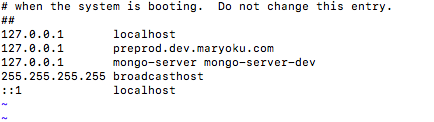 # when the system is booting.  Do not change this entry.
##
127.0.0.1       localhost
127.0.0.1       preprod.dev.maryoku.com
127.0.0.1       mongo-server mongo-server-dev
255.255.255.255 broadcasthost
::1             localhost
~
~